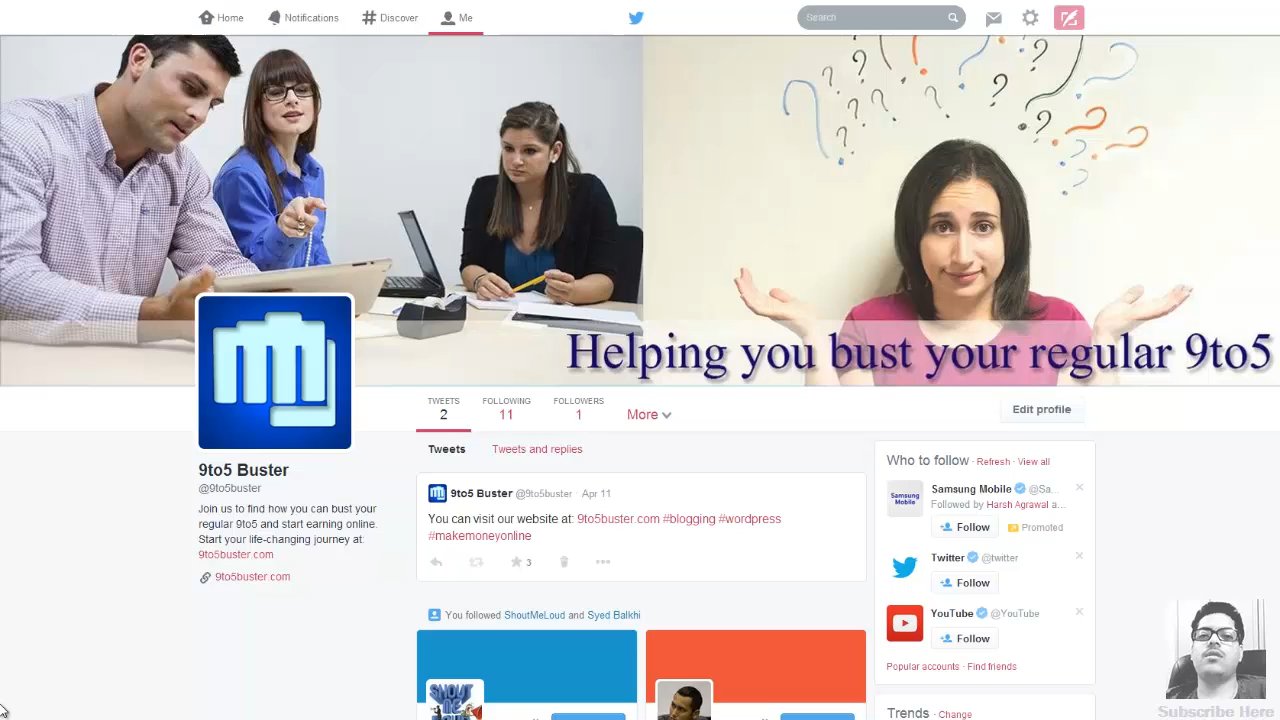 Home Notifications Discover Me Search
Helping you bust your regular 9to5
TWEETS FOLLOWING FOLLOWERS
2 11 1 More
Edit profile
9to5 Buster
@9to5buster
Join us to find how you can bust your
regular 9to5 and start earning online.
Start your life-changing journey at:
9to5buster.com
9to5buster.com
Tweets Tweets and replies
9to5 Buster @9to5buster · Apr 11
You can visit our website at: 9to5buster.com #blogging #wordpress
#makemoneyonline
3
You followed ShoutMeLoud and Syed Balkhi
SHOUT
ME
Who to follow · Refresh · View all
SAMSUNG
Mobile
Samsung Mobile @Sa...
Followed by Harsh Agrawal a...
Follow Promoted
Twitter @twitter
Follow
YouTube @YouTube
Follow
Popular accounts · Find friends
Trends · Change
Subscribe Here